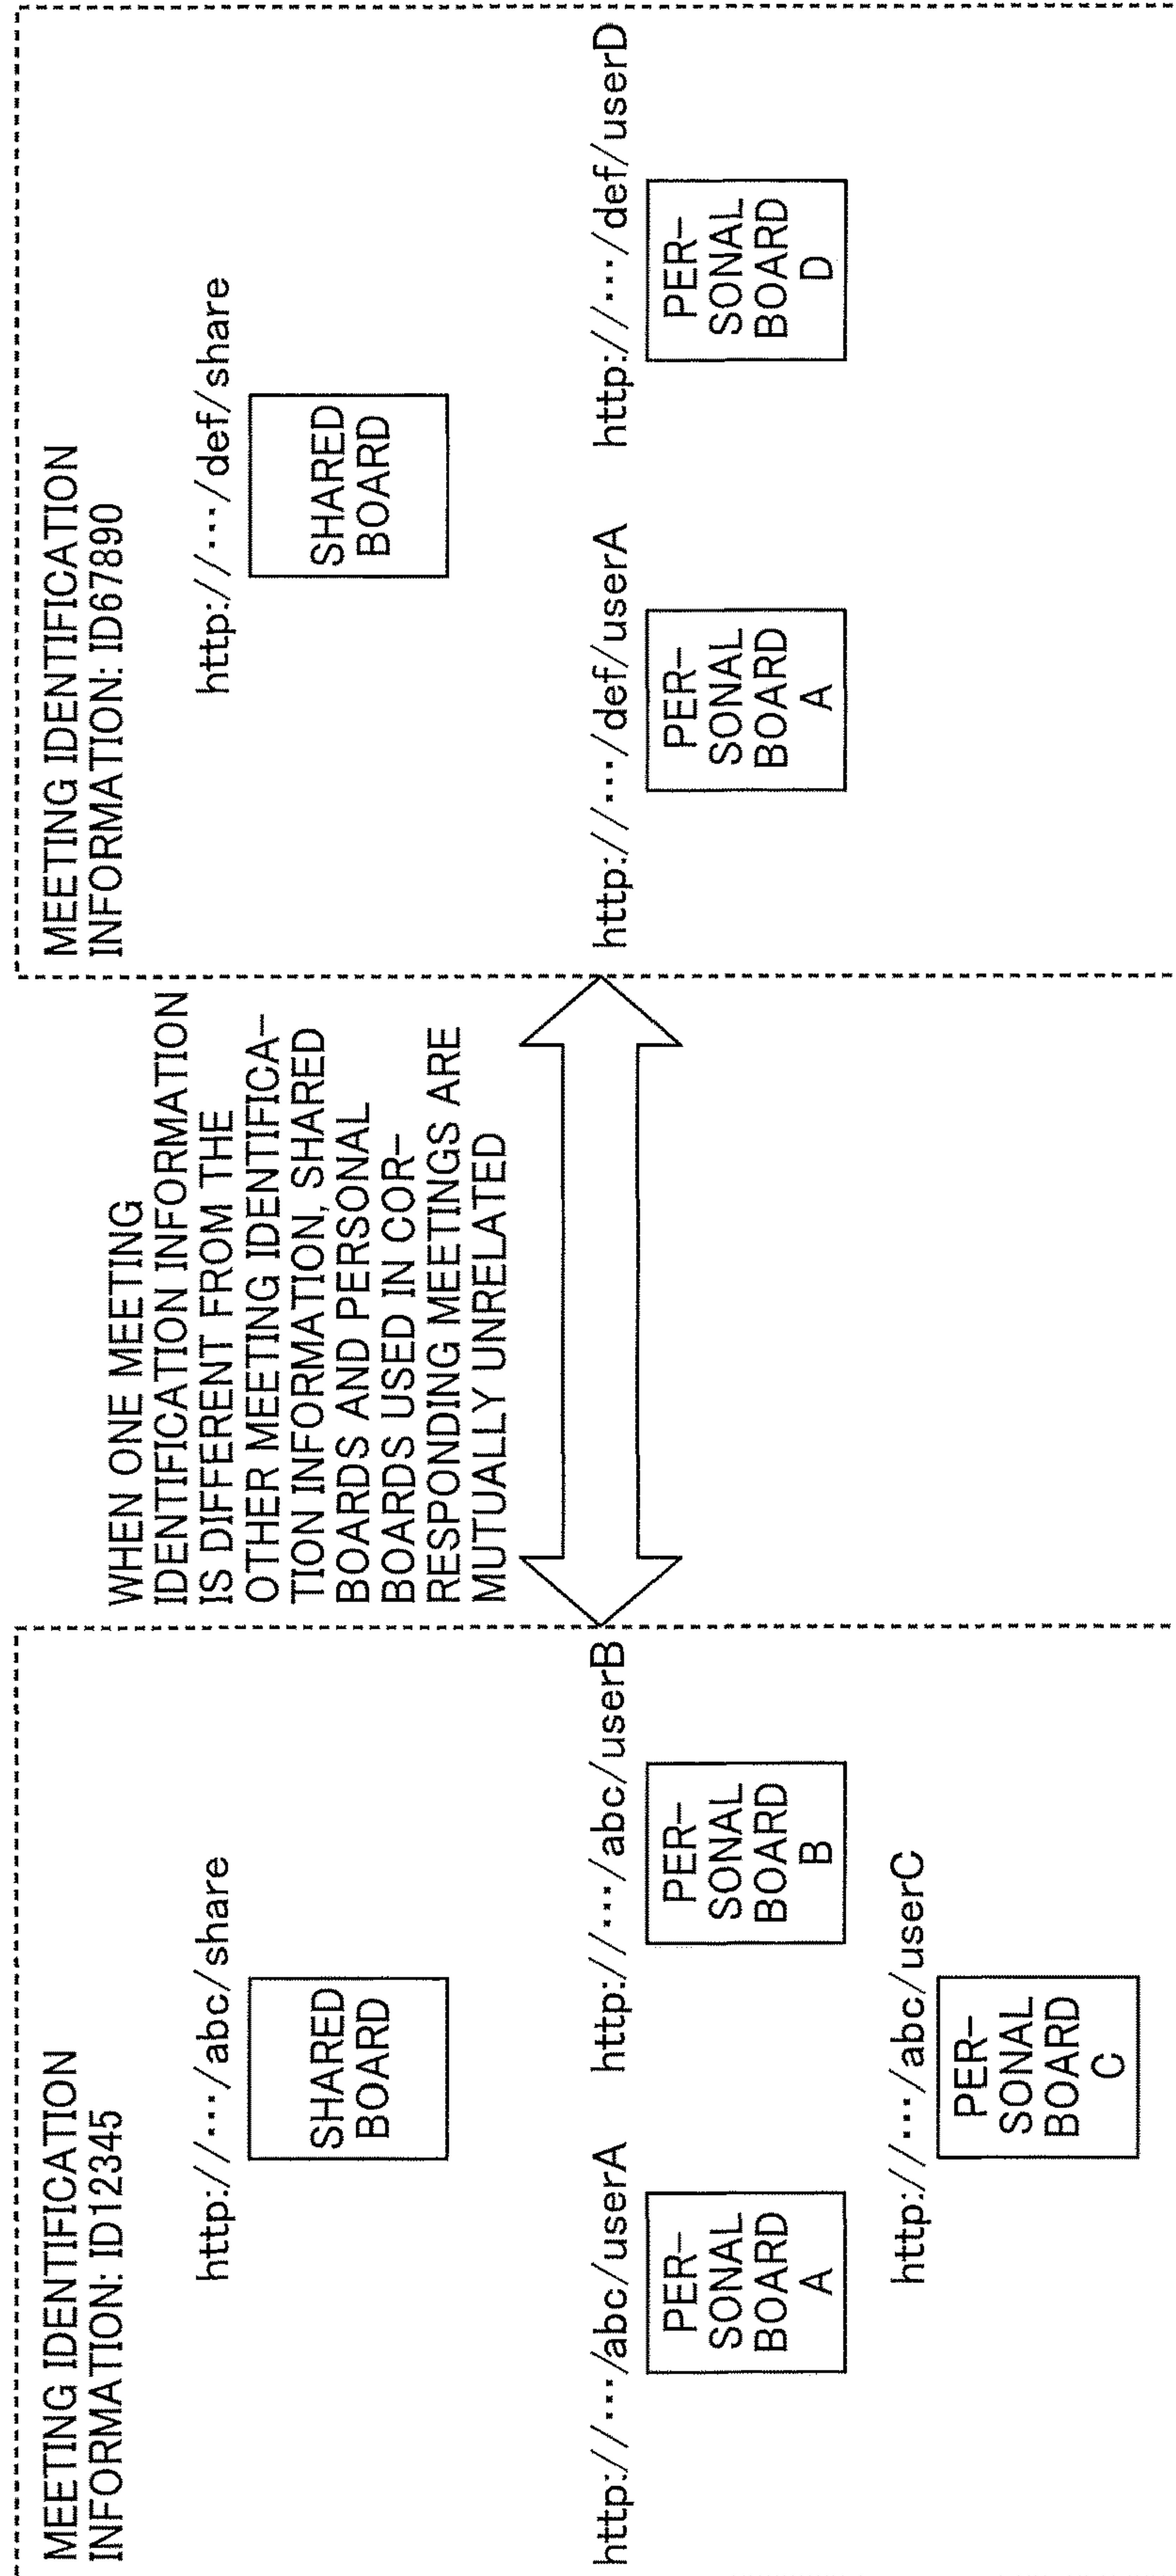 MEETING IDENTIFICATION
INFORMATION: ID12345
http://···/abc/share
SHARED
BOARD
http://···/abc/userA
PER-
SONAL
BOARD
A
http://···/abc/userB
PER-
SONAL
BOARD
B
http://···/abc/userC
PER-
SONAL
BOARD
C
WHEN ONE MEETING
IDENTIFICATION INFORMATION
IS DIFFERENT FROM THE
OTHER MEETING IDENTIFICA-
TION INFORMATION, SHARED
BOARDS AND PERSONAL
BOARDS USED IN COR-
RESPONDING MEETINGS ARE
MUTUALLY UNRELATED
MEETING IDENTIFICATION
INFORMATION: ID67890
http://···/def/share
SHARED
BOARD
http://···/def/userA
PER-
SONAL
BOARD
A
http://···/def/userD
PER-
SONAL
BOARD
D